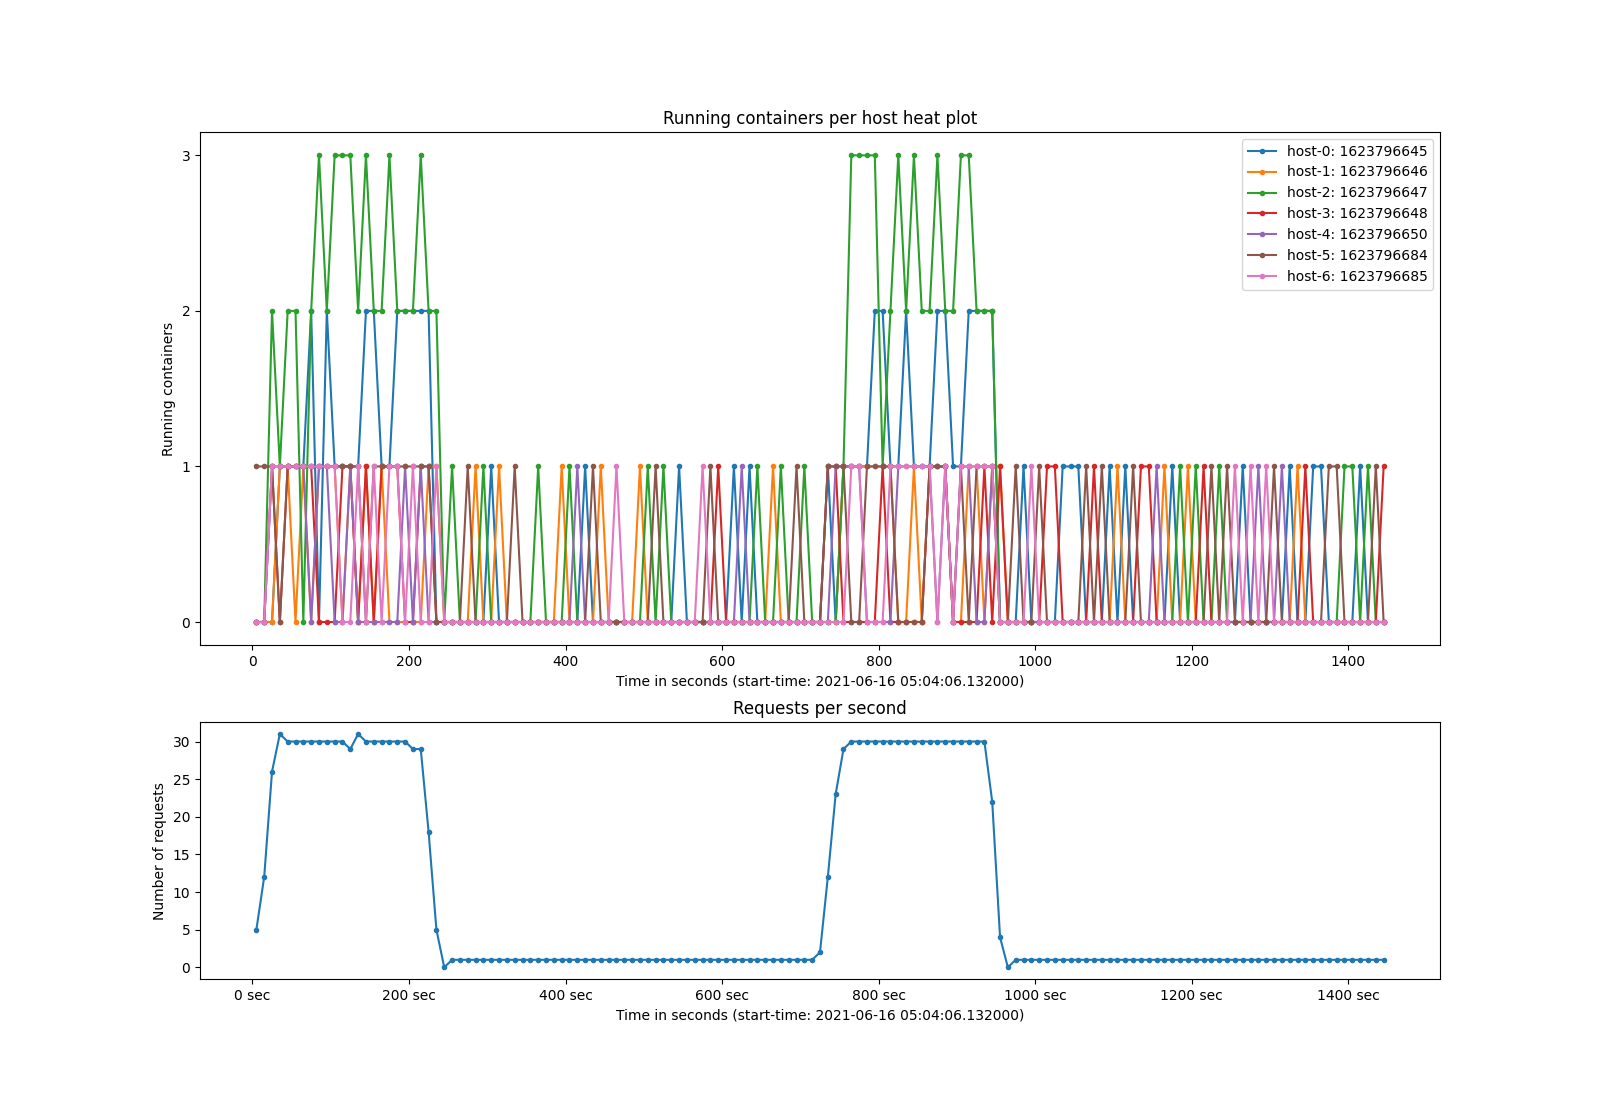 Running containers per host heat plot
3
2
1
0
Running containers
host-0: 1623796645
host-1: 1623796646
host-2: 1623796647
host-3: 1623796648
host-4: 1623796650
host-5: 1623796684
host-6: 1623796685
0 200 400 600 800 1000 1200 1400
Time in seconds (start-time: 2021-06-16 05:04:06.132000)
Requests per second
30
25
20
15
10
5
0
Number of requests
0 sec 200 sec 400 sec 600 sec 800 sec 1000 sec 1200 sec 1400 sec
Time in seconds (start-time: 2021-06-16 05:04:06.132000)